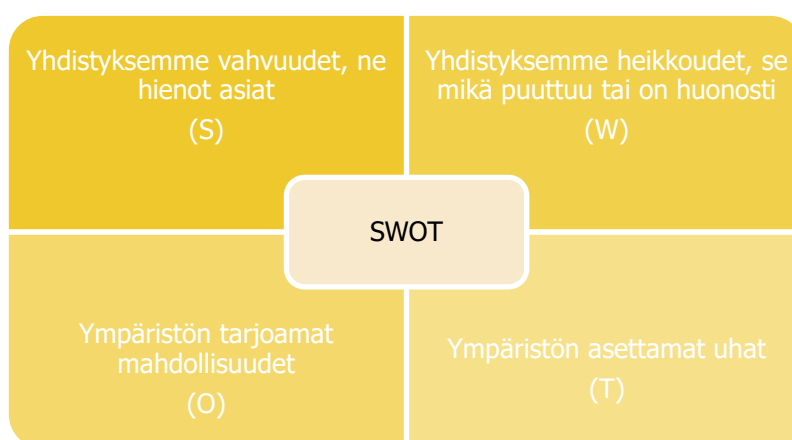 Yhdistyksemme vahvuudet, ne
hienot asiat
(S)
Yhdistyksemme heikkoudet, se
mikä puuttuu tai on huonosti
(W)
SWOT
Ympäristön tarjoamat
mahdollisuudet
(O)
Ympäristön asettamat uhat
(T)